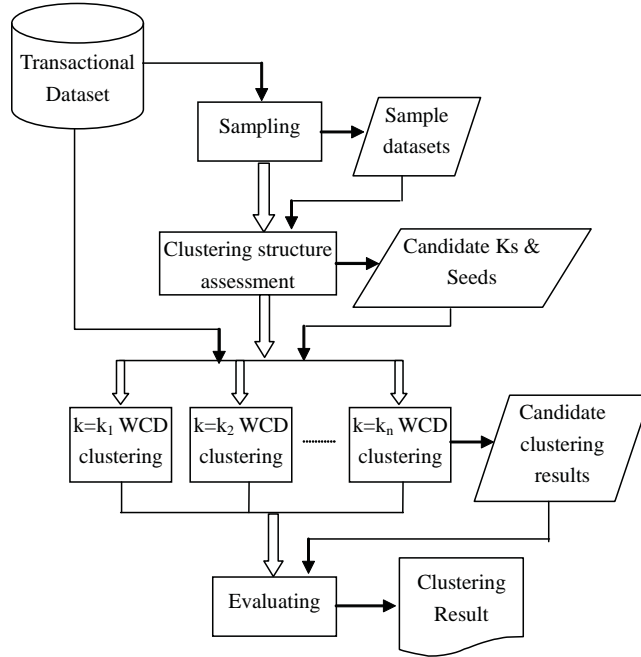 Transactional
Dataset
Sampling
Sample
datasets
Clustering structure
assessment
Candidate Ks &
Seeds
k=k1 WCD
clustering
k=k2 WCD
clustering
............
k=kn WCD
clustering
Candidate
clustering
results
Evaluating
Clustering
Result